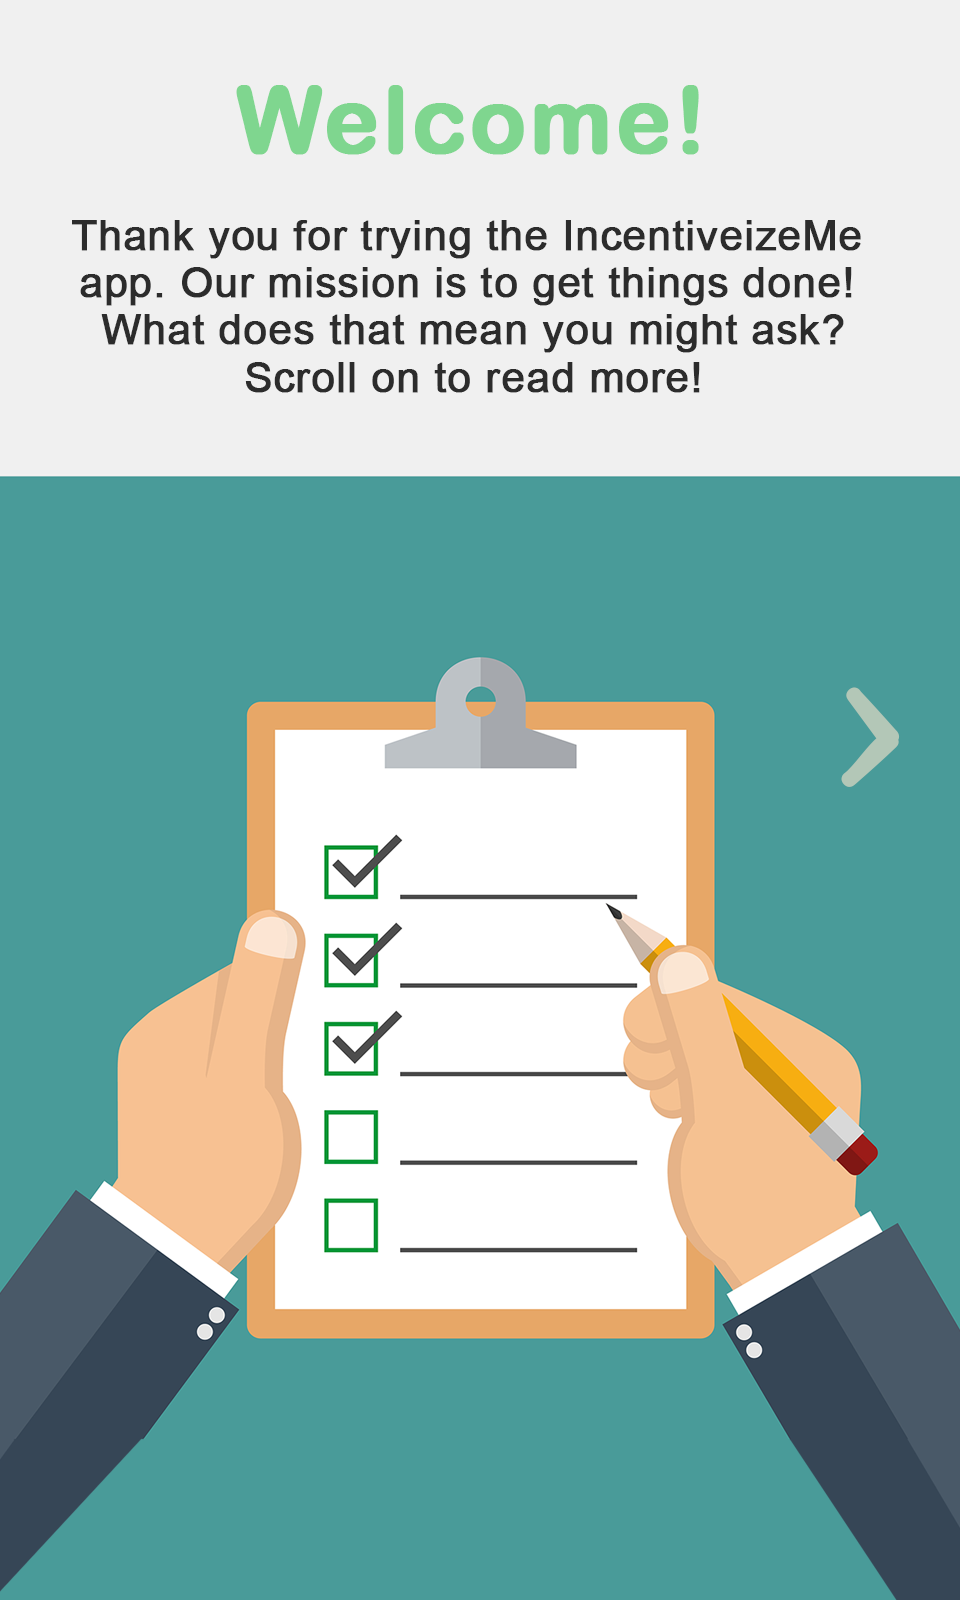 Welcome!
Thank you for trying the IncentiveizeMe
app. Our mission is to get things done!
What does that mean you might ask?
Scroll on to read more!